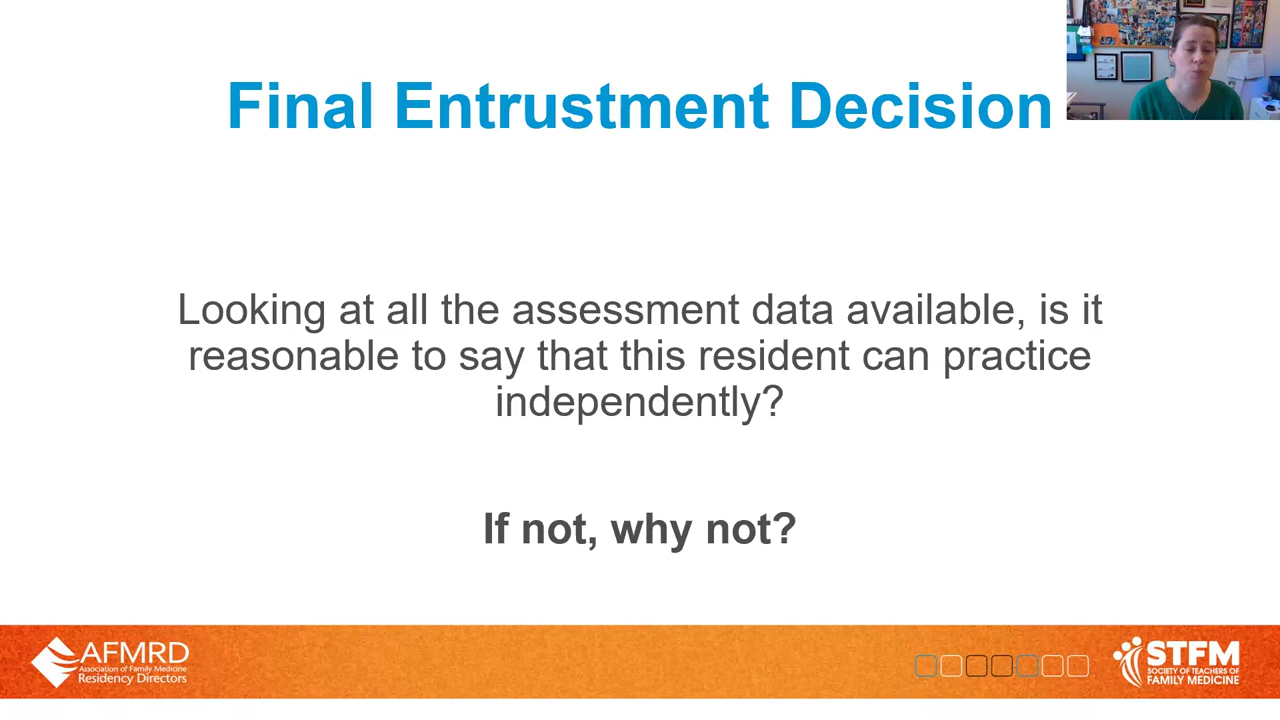 Final Entrustment Decision
Looking at all the assessment data available, is it
reasonable to say that this resident can practice
independently?
If not, why not?
AFMRD
Association of Family Medicine
Residency Directors
STFM
SOCIETY OF TEACHERS OF
FAMILY MEDICINE